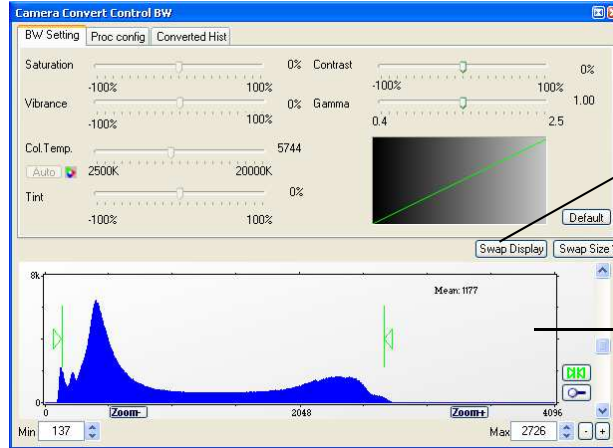 Camera Convert Control BW
BW Setting Proc config Converted Hist
Saturation 0% Contrast 0%
-100% 100% -100% 100%
Vibrance 0% Gamma 1.00
-100% 100% 0.4 2.5
Col.Temp. 5744
Auto 2500K 20000K
Tint 0%
-100% 100% Default
Swap Display Swap Size
8k
Mean: 1177
0
0 Zoom- 2048 Zoom+ 4096
Min 137 Max 2726 - +